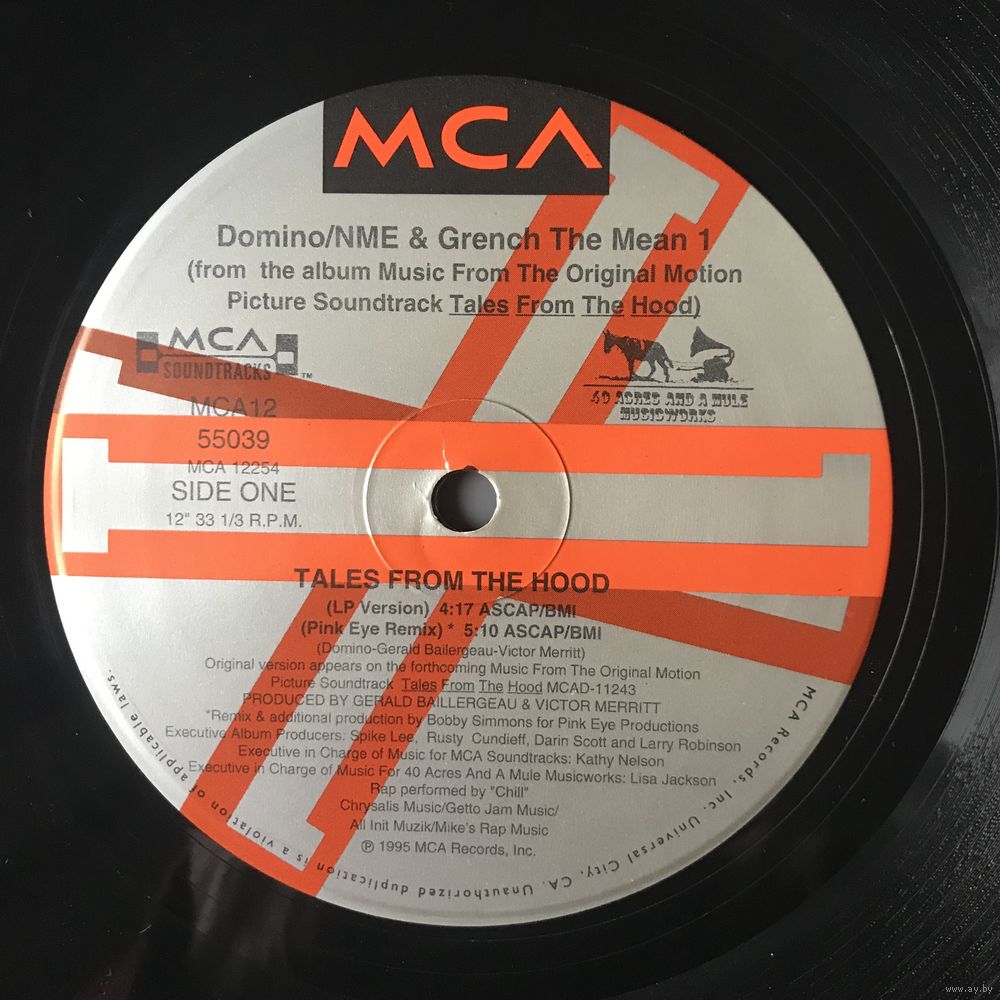 MCA
Domino/NME & Grench The Mean 1
(from the album Music From The Original Motion
Picture Soundtrack Tales From The Hood)
MCA
SOUNDTRACKS TM
40 ACRES AND A MULE
MUSICWORKS
MCA12
55039
MCA 12254
SIDE ONE
12" 33 1/3 R.P.M.
TALES FROM THE HOOD
(LP Version) 4:17 ASCAP/BMI
(Pink Eye Remix) * 5:10 ASCAP/BMI
(Domino-Gerald Bailergeau-Victor Merritt)
Original version appears on the forthcoming Music From The Original Motion
Picture Soundtrack Tales From The Hood MCAD-11243
PRODUCED BY GERALD BAILLERGEAU & VICTOR MERRITT
*Remix & additional production by Bobby Simmons for Pink Eye Productions
Executive Album Producers: Spike Lee, Rusty Cundieff, Darin Scott and Larry Robinson
Executive in Charge of Music for MCA Soundtracks: Kathy Nelson
Executive in Charge of Music For 40 Acres And A Mule Musicworks: Lisa Jackson
Rap performed by "Chill"
Chrysalis Music/Getto Jam Music/
All Init Muzik/Mike's Rap Music
℗ 1995 MCA Records, Inc.
MCA Records, Inc. Universal City, CA. Unauthorized duplication is a violation of applicable laws.
www.ay.by